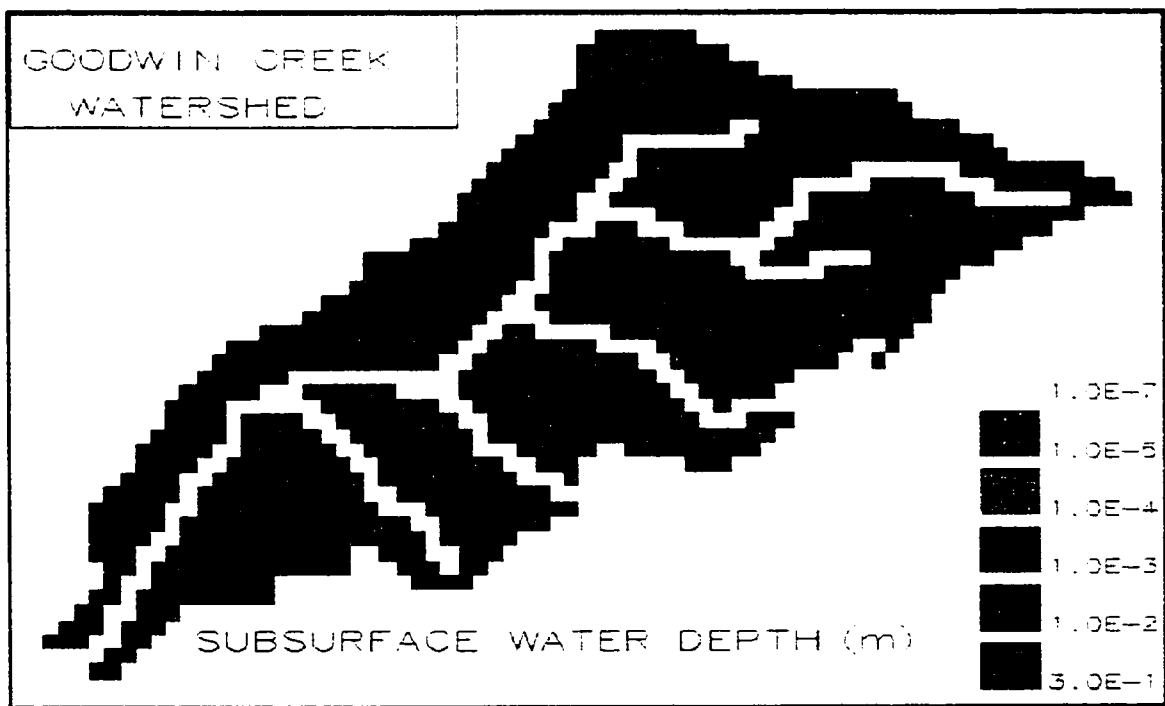 GOODWIN CREEK
WATERSHED
1.0E-7
1.0E-5
1.0E-4
1.0E-3
1.0E-2
3.0E-1
SUBSURFACE WATER DEPTH (m)